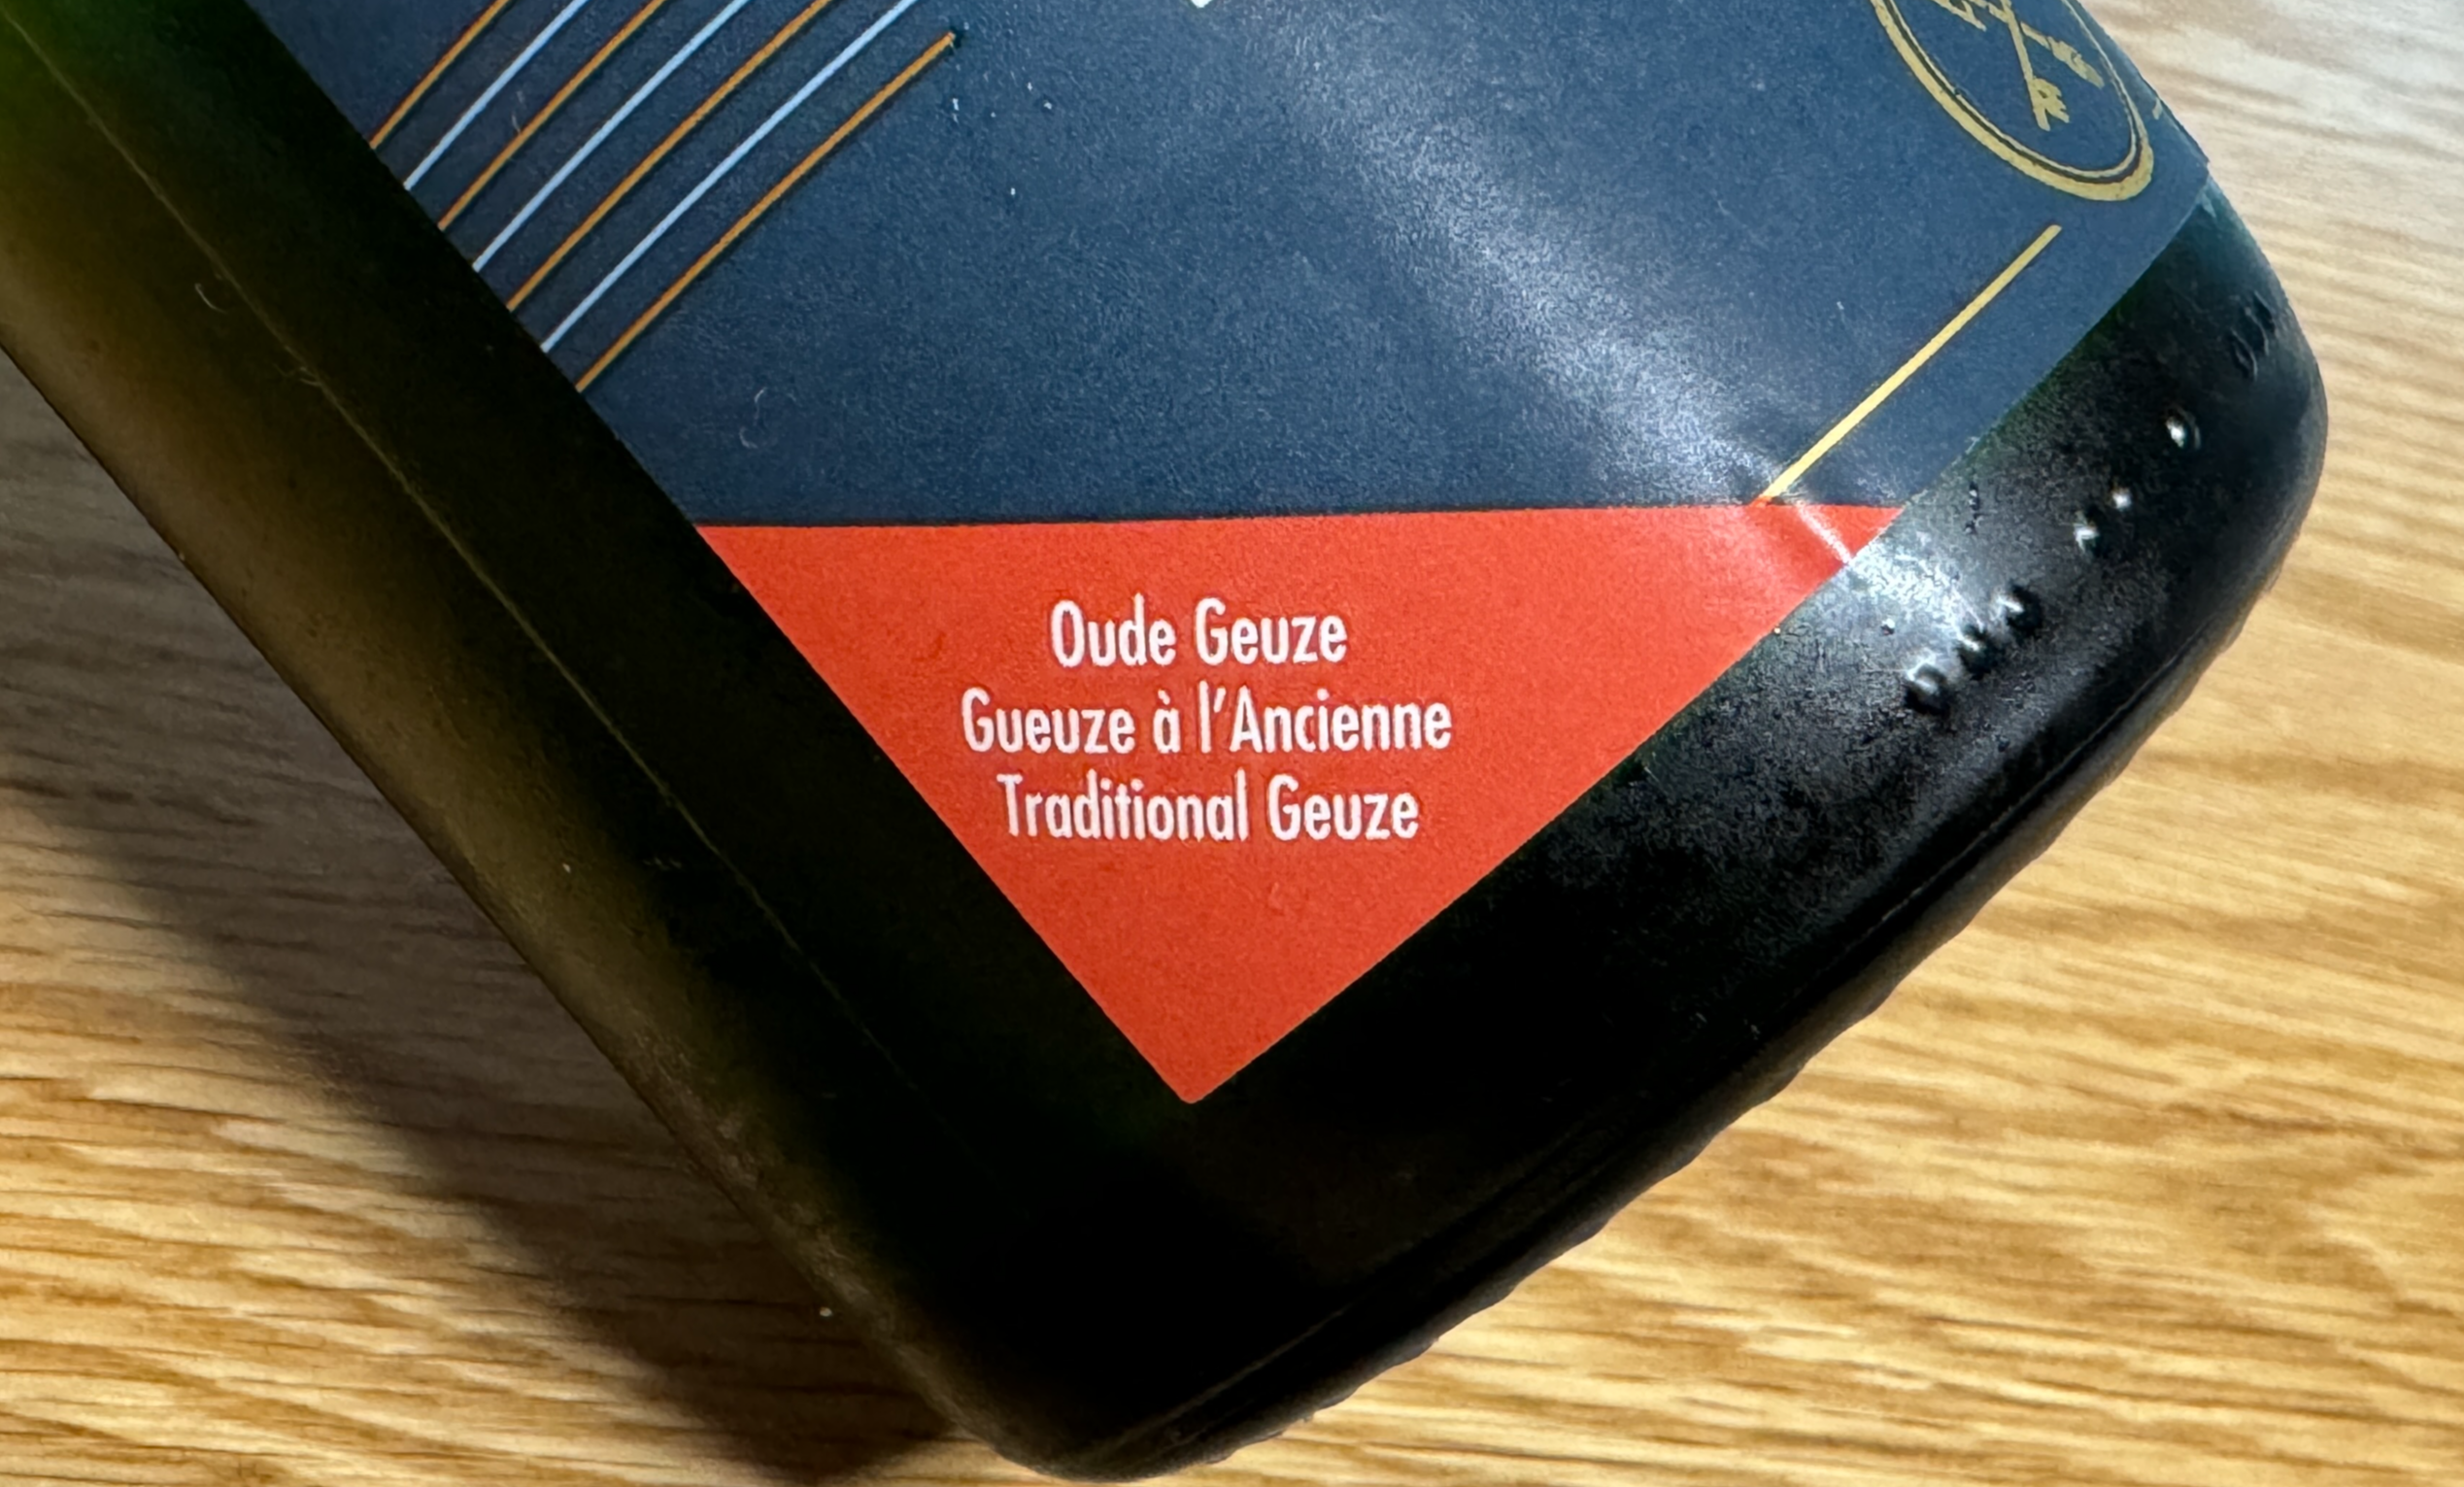 Oude Geuze
Gueuze à l'Ancienne
Traditional Geuze